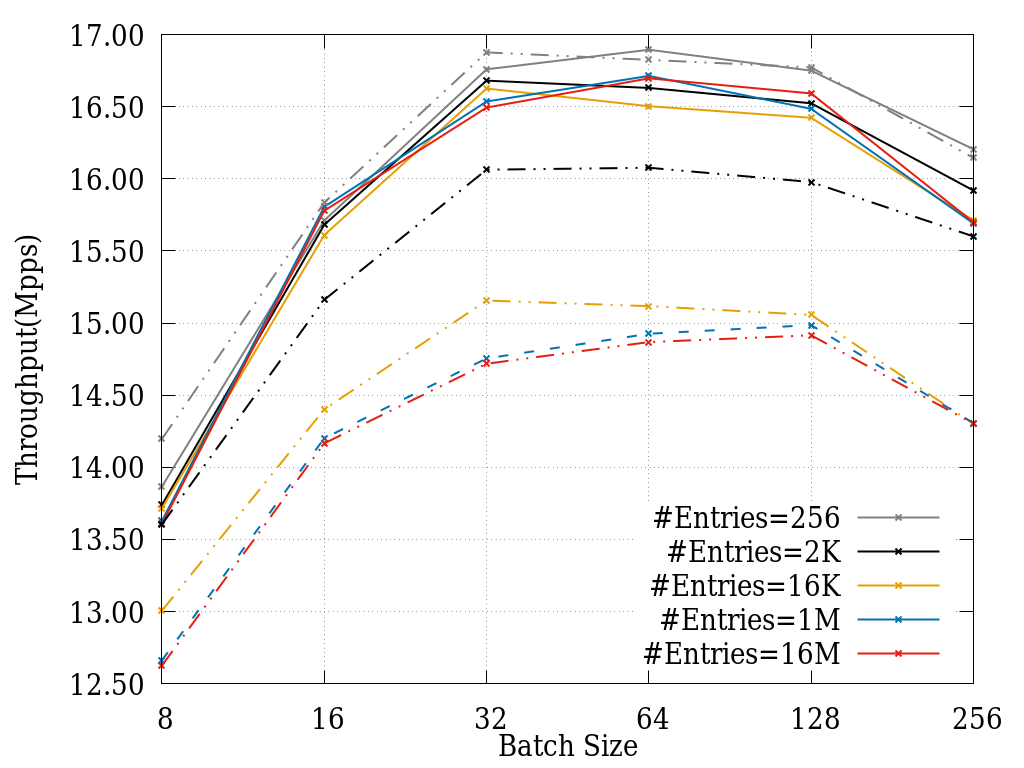 17.00
16.50
16.00
15.50
15.00
14.50
14.00
13.50
13.00
12.50
Throughput(Mpps)
#Entries=256
#Entries=2K
#Entries=16K
#Entries=1M
#Entries=16M
8 16 32 64 128 256
Batch Size